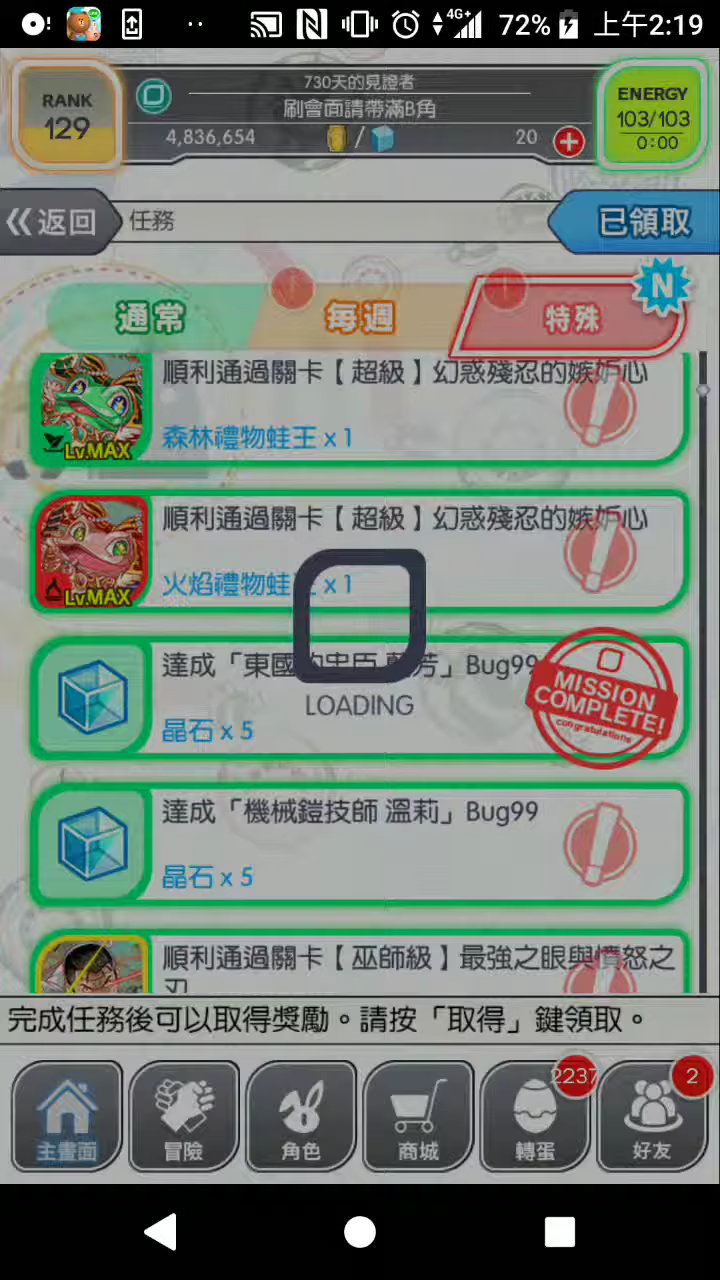 4G+
72%
上午2:19
RANK
129
730天的見證者
刷會面請帶滿B角
4,836,654
/
20
ENERGY
103/103
0:00
返回
任務
已領取
N
通常
每週
特殊
順利通過關卡【超級】幻惑殘忍的嫉妒心
森林禮物蛙王 x 1
Lv.MAX
順利通過關卡【超級】幻惑殘忍的嫉妒心
火焰禮物蛙 x 1
Lv.MAX
達成「東國的忠臣 芳」Bug99
晶石 x 5
MISSION
COMPLETE!
congratulations
LOADING
達成「機械鎧技師 溫莉」Bug99
晶石 x 5
順利通過關卡【巫師級】最強之眼與憤怒之
刃
完成任務後可以取得獎勵。請按「取得」鍵領取。
主畫面
冒險
角色
商城
2237
轉蛋
2
好友